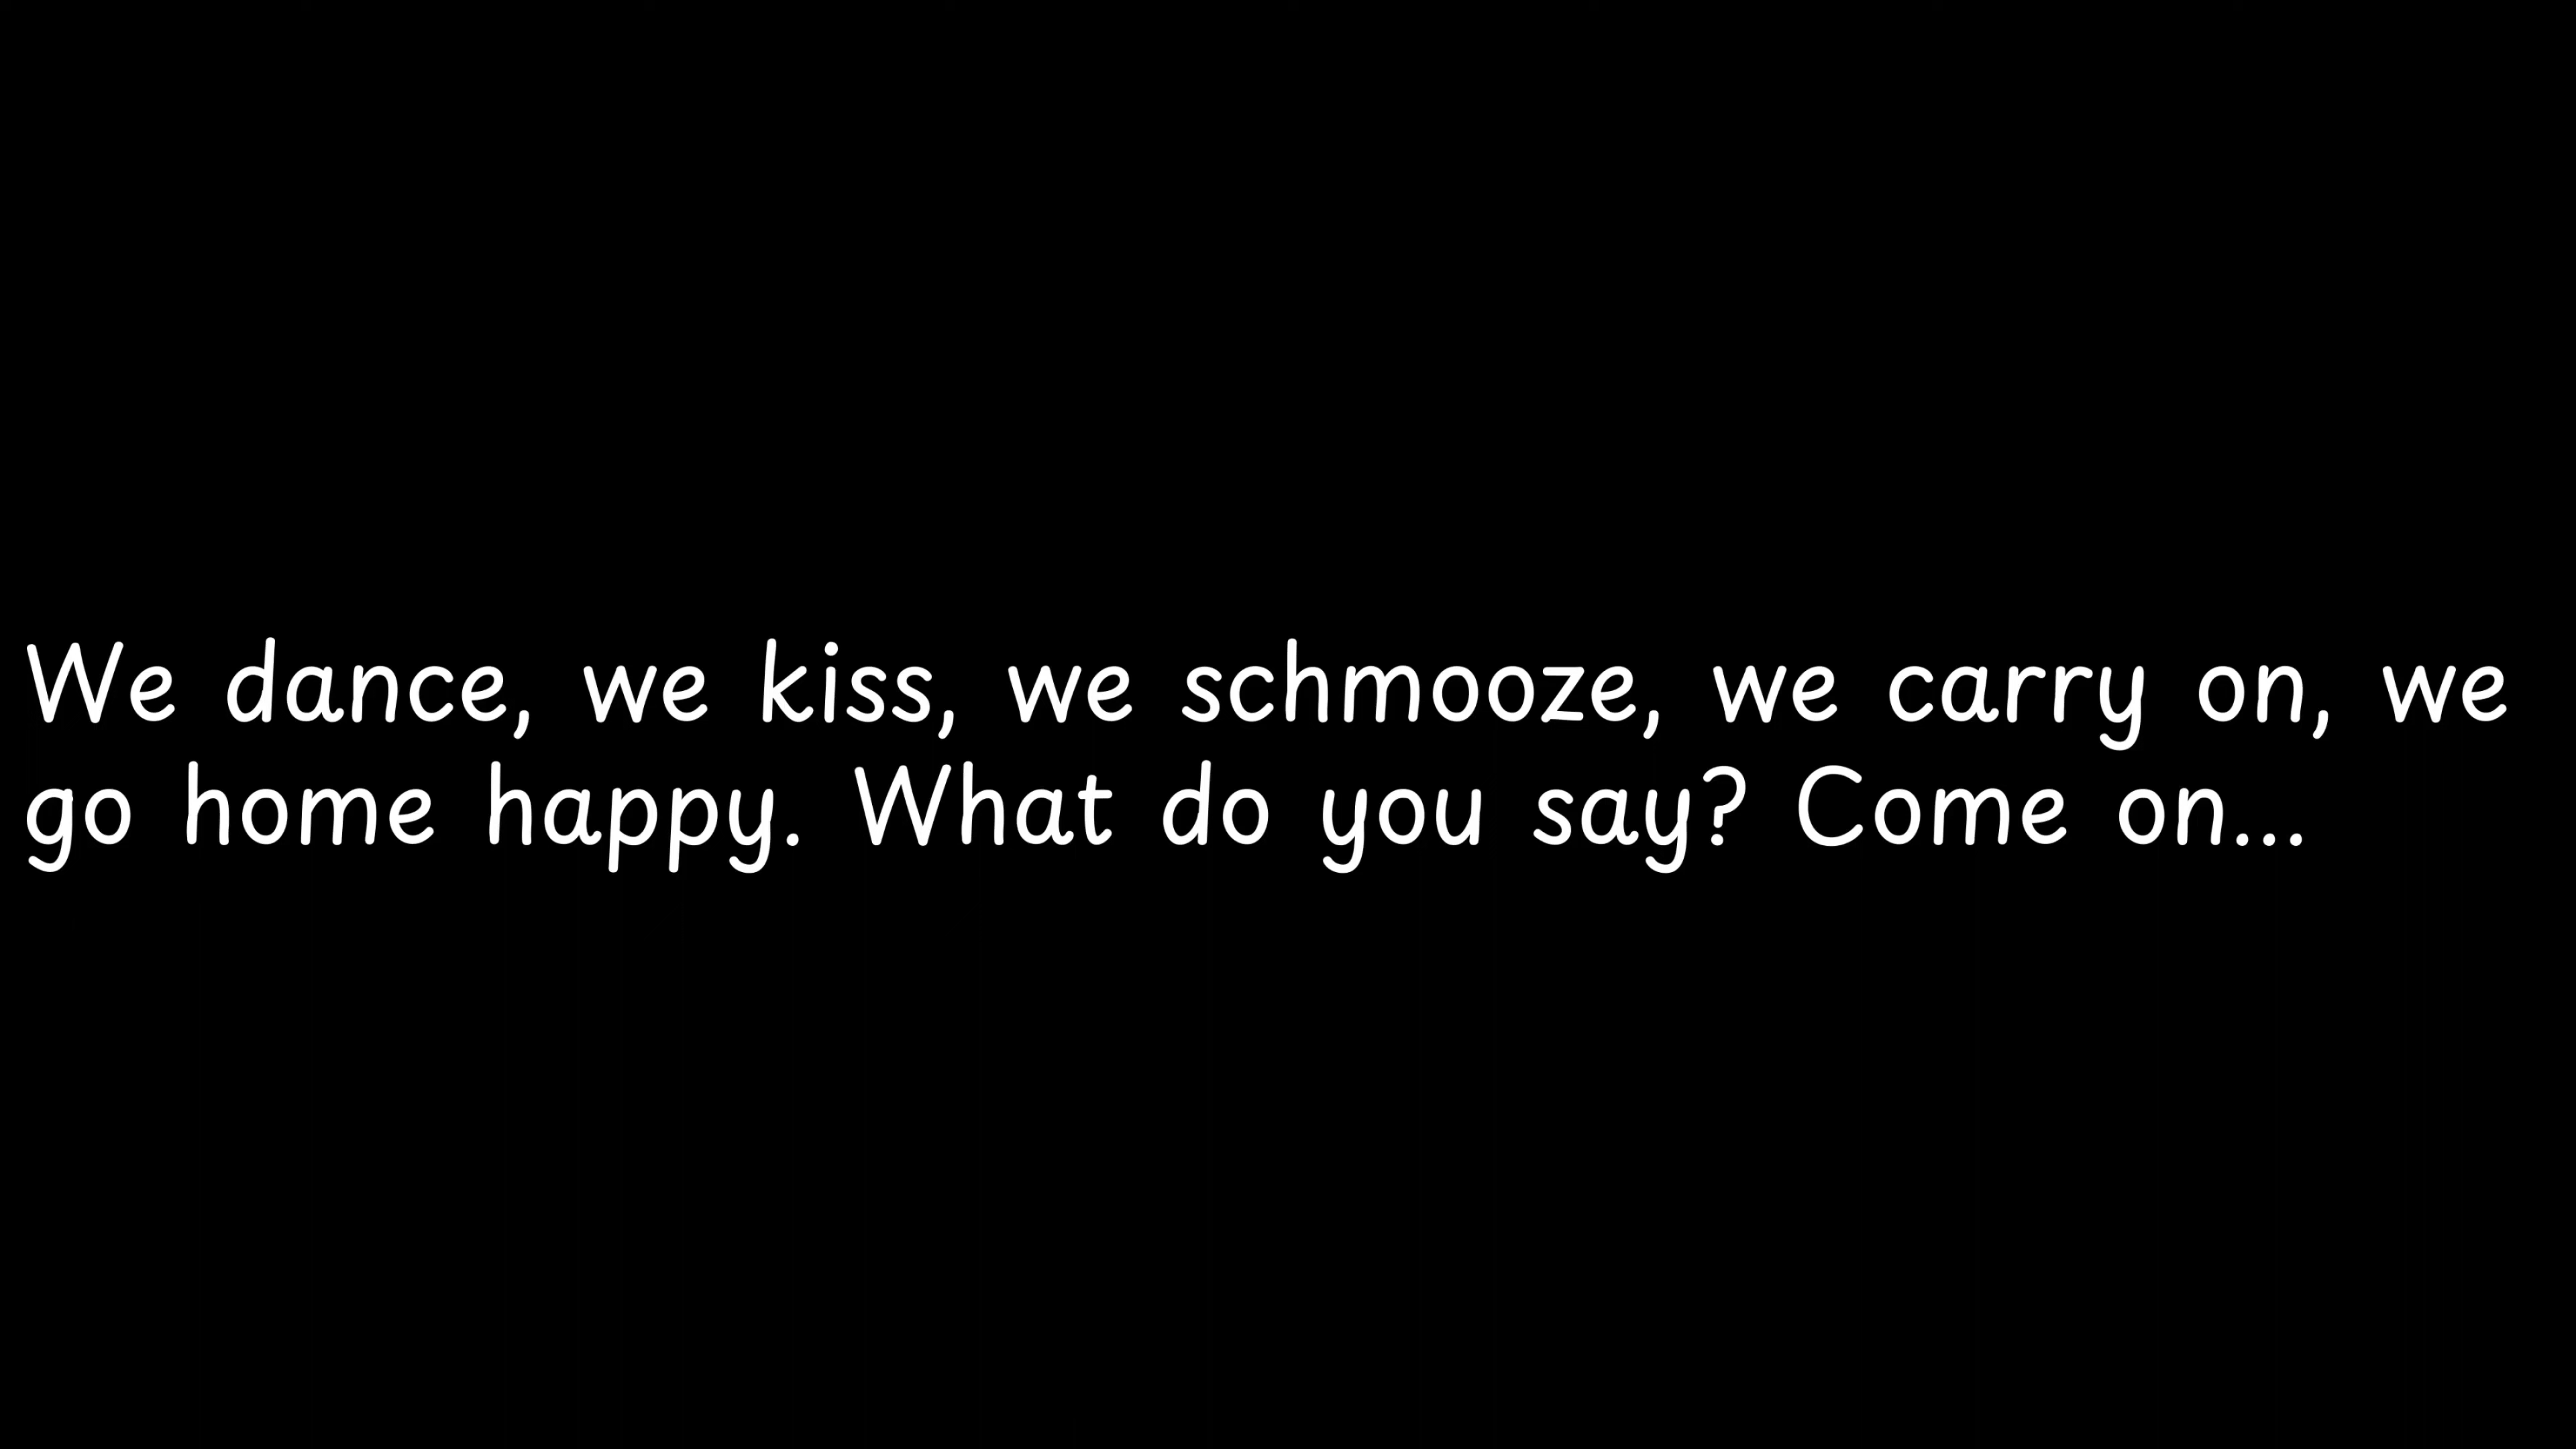 We dance, we kiss, we schmooze, we carry on, we
go home happy. What do you say? Come on...